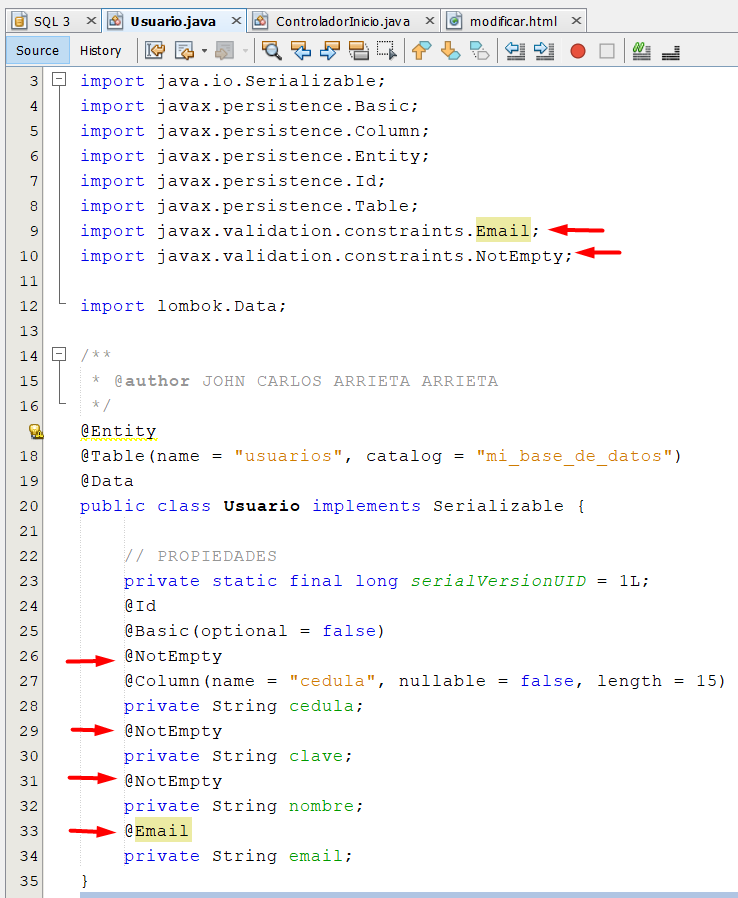 SQL 3 Usuario.java ControladorInicio.java modificar.html
Source History
3 import java.io.Serializable;
4 import javax.persistence.Basic;
5 import javax.persistence.Column;
6 import javax.persistence.Entity;
7 import javax.persistence.Id;
8 import javax.persistence.Table;
9 import javax.validation.constraints.Email;
10 import javax.validation.constraints.NotEmpty;
11
12 import lombok.Data;
13
14 /**
15 * @author JOHN CARLOS ARRIETA ARRIETA
16 */
@Entity
18 @Table(name = "usuarios", catalog = "mi_base_de_datos")
19 @Data
20 public class Usuario implements Serializable {
21
22 // PROPIEDADES
23 private static final long serialVersionUID = 1L;
24 @Id
25 @Basic(optional = false)
26 @NotEmpty
27 @Column(name = "cedula", nullable = false, length = 15)
28 private String cedula;
29 @NotEmpty
30 private String clave;
31 @NotEmpty
32 private String nombre;
33 @Email
34 private String email;
35 }